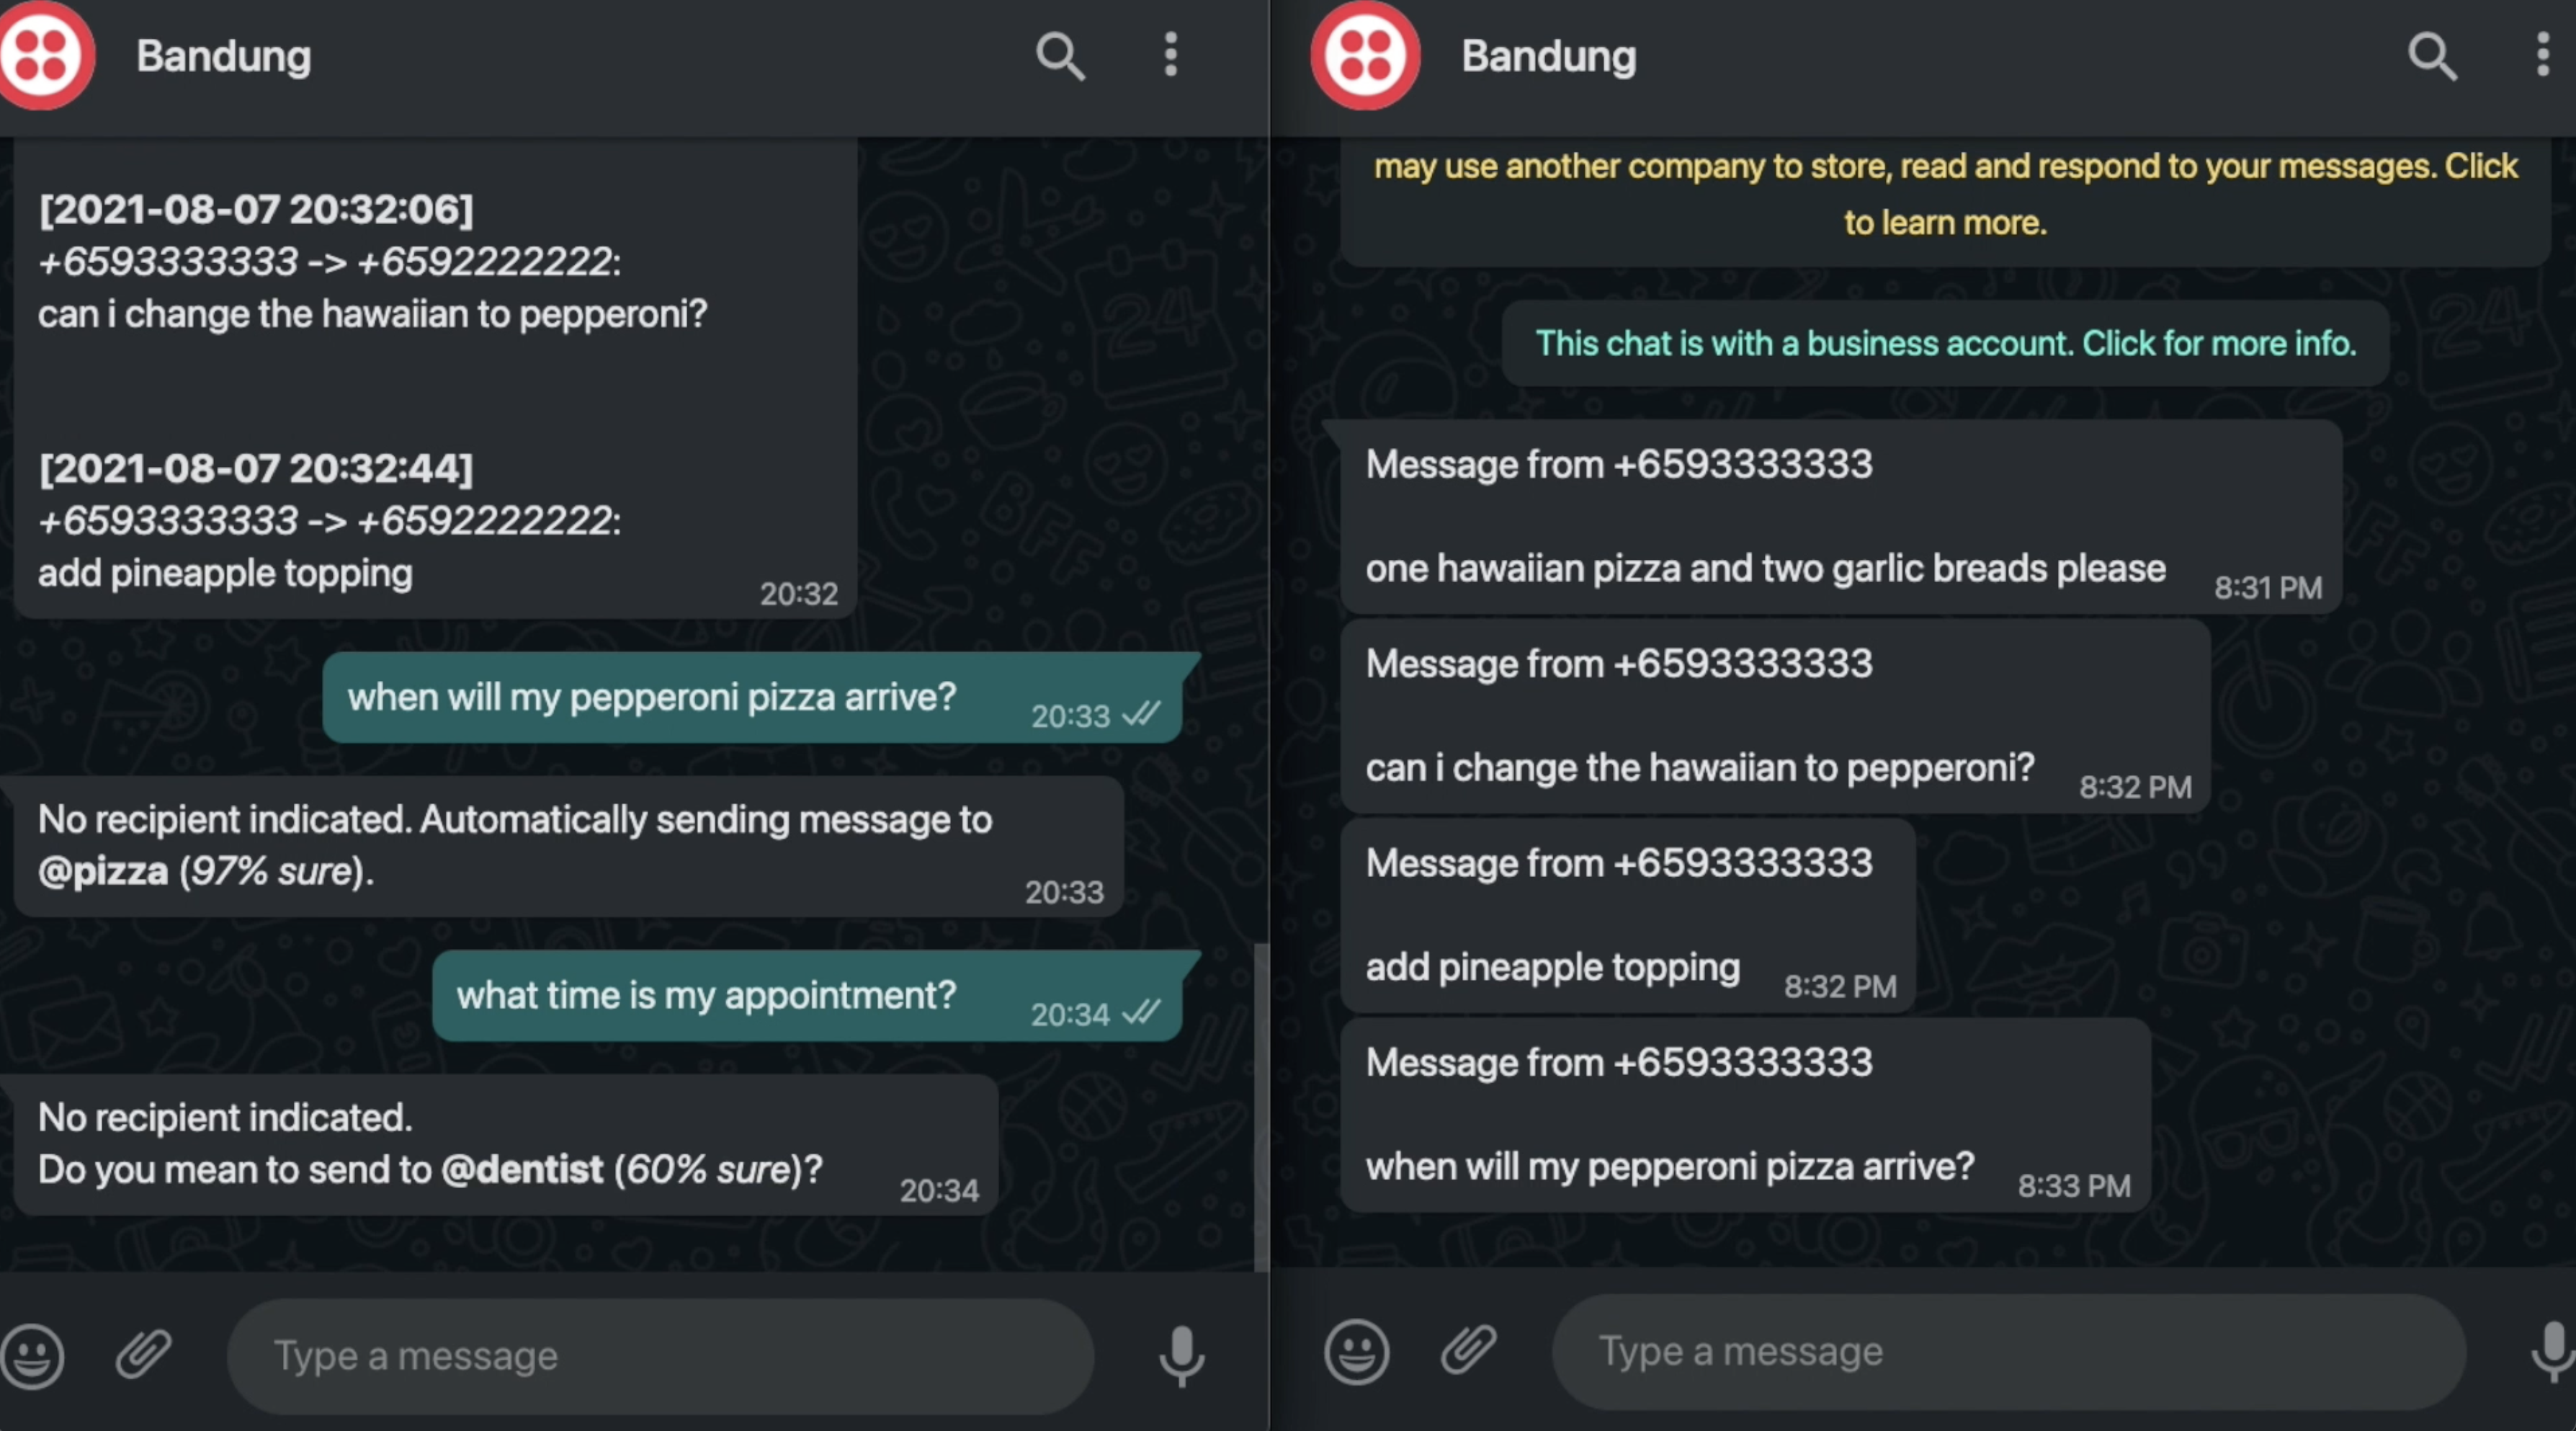 Bandung
[2021-08-07 20:32:06]
+6593333333 -> +6592222222:
can i change the hawaiian to pepperoni?
[2021-08-07 20:32:44]
+6593333333 -> +6592222222:
add pineapple topping
20:32
when will my pepperoni pizza arrive?
20:33
No recipient indicated. Automatically sending message to
@pizza (97% sure).
20:33
what time is my appointment?
20:34
No recipient indicated.
Do you mean to send to @dentist (60% sure)?
20:34
Type a message
Bandung
may use another company to store, read and respond to your messages. Click
to learn more.
This chat is with a business account. Click for more info.
Message from +6593333333
one hawaiian pizza and two garlic breads please
8:31 PM
Message from +6593333333
can i change the hawaiian to pepperoni?
8:32 PM
Message from +6593333333
add pineapple topping
8:32 PM
Message from +6593333333
when will my pepperoni pizza arrive?
8:33 PM
Type a message